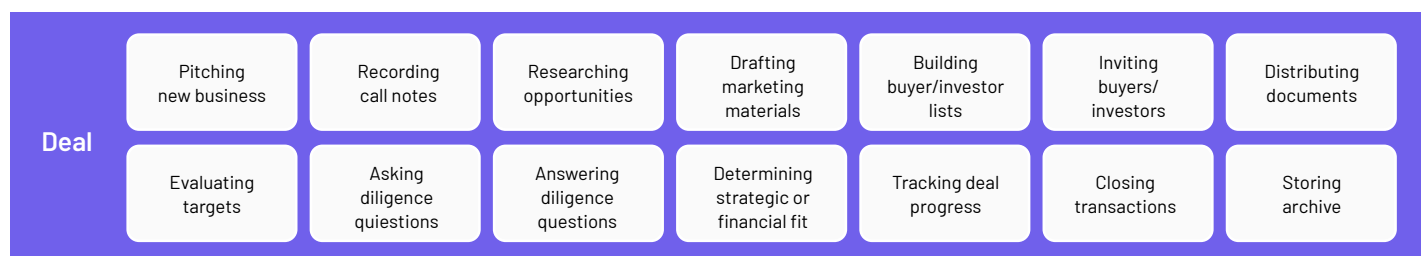 Deal
Pitching
new business
Recording
call notes
Researching
opportunities
Drafting
marketing
materials
Building
buyer/investor
lists
Inviting
buyers/
investors
Distributing
documents
Evaluating
targets
Asking
diligence
quiestions
Answering
diligence
questions
Determining
strategic or
financial fit
Tracking deal
progress
Closing
transactions
Storing
archive